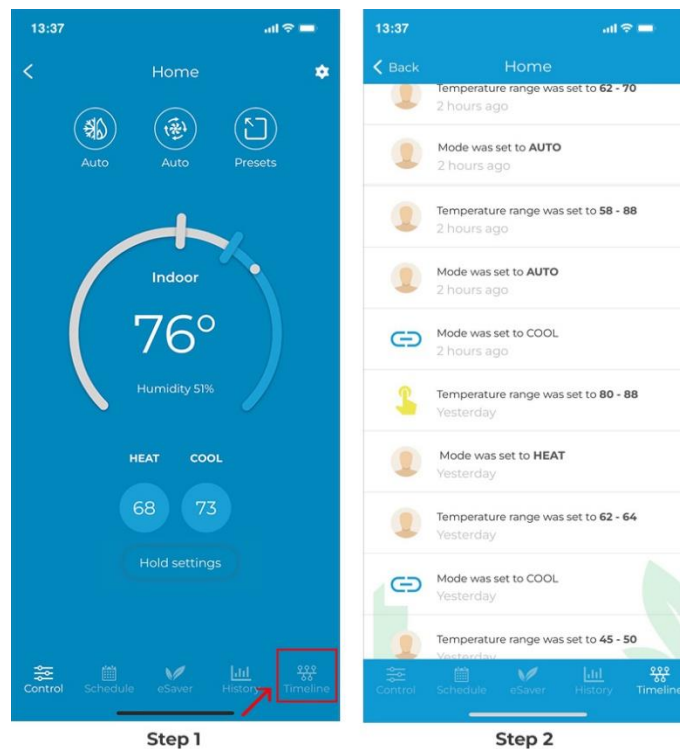 13:37
Home
Auto
Auto
Presets
Indoor
76°
Humidity 51%
HEAT COOL
68 73
Hold settings
Control Schedule eSaver History Timeline
Step 1
13:37
Back Home
Temperature range was set to 62 - 70
2 hours ago
Mode was set to AUTO
2 hours ago
Temperature range was set to 58 - 88
2 hours ago
Mode was set to AUTO
2 hours ago
Mode was set to COOL
2 hours ago
Temperature range was set to 80 - 88
Yesterday
Mode was set to HEAT
Yesterday
Temperature range was set to 62 - 64
Yesterday
Mode was set to COOL
Yesterday
Temperature range was set to 45 - 50
Yesterday
Control Schedule eSaver History Timeline
Step 2